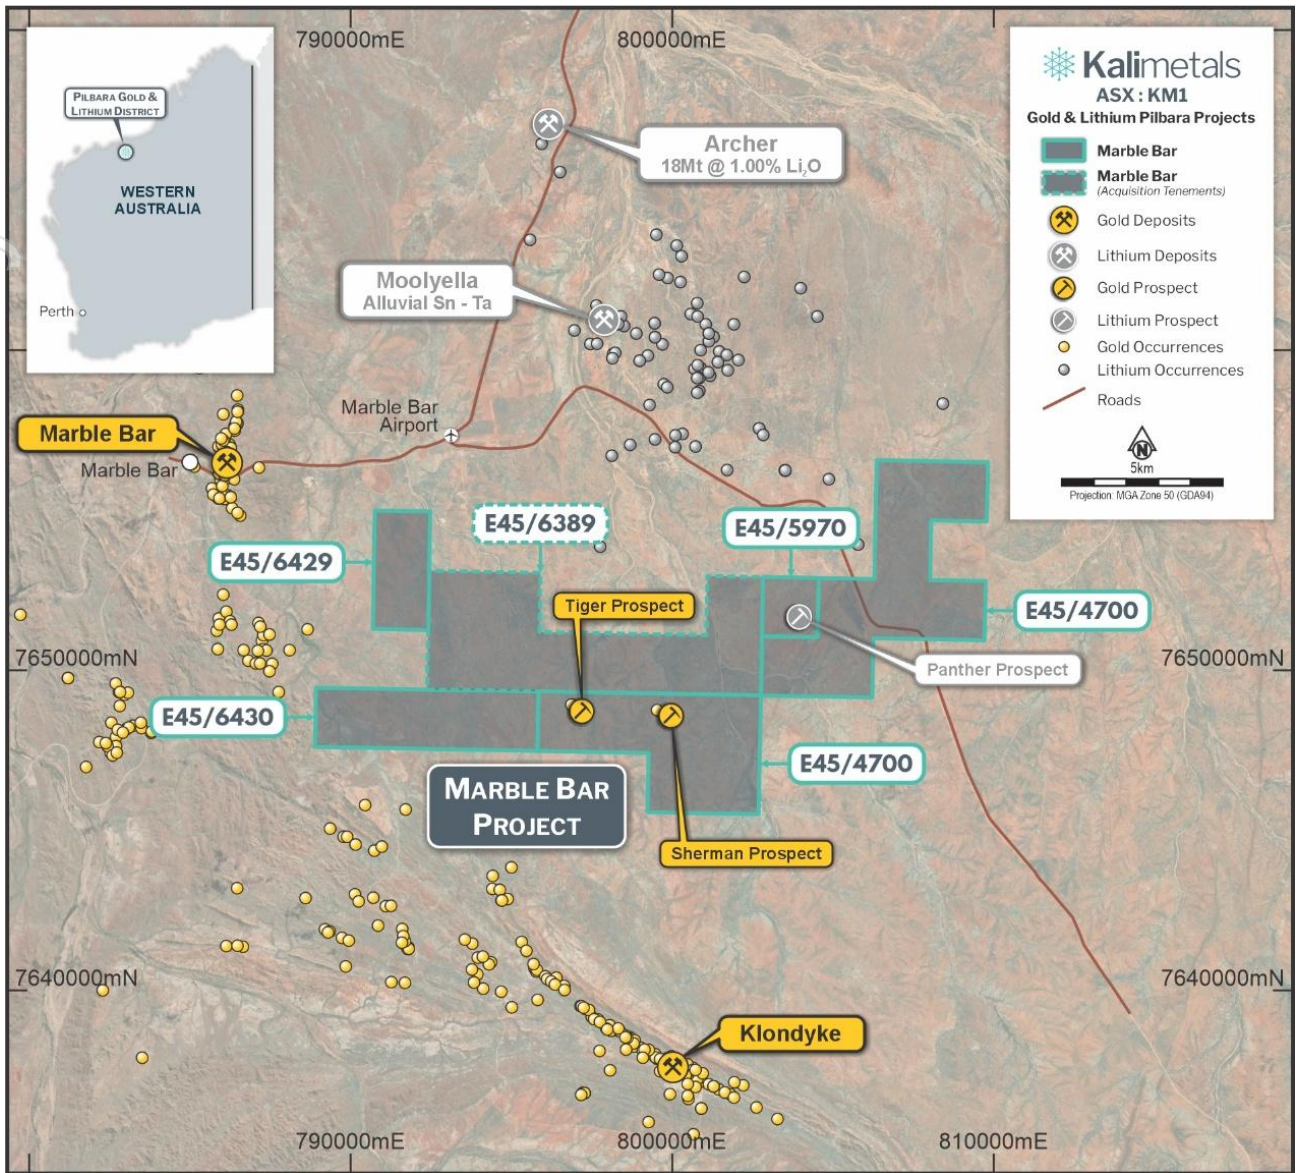 790000mE
800000mE
PILBARA GOLD &
LITHIUM DISTRICT
WESTERN
AUSTRALIA
Perth
Kalimetals
ASX : KM1
Gold & Lithium Pilbara Projects
Marble Bar
Marble Bar
(Acquisition Tenements)
Gold Deposits
Lithium Deposits
Gold Prospect
Lithium Prospect
Gold Occurrences
Lithium Occurrences
Roads
N
5km
Projection: MGA Zone 50 (GDA94)
Archer
18Mt @ 1.00% Li₂O
Moolyella
Alluvial Sn - Ta
Marble Bar
Airport
Marble Bar
Marble Bar
E45/6389
E45/5970
E45/6429
Tiger Prospect
E45/4700
7650000mN
7650000mN
Panther Prospect
E45/6430
E45/4700
MARBLE BAR
PROJECT
Sherman Prospect
7640000mN
7640000mN
Klondyke
790000mE
800000mE
810000mE